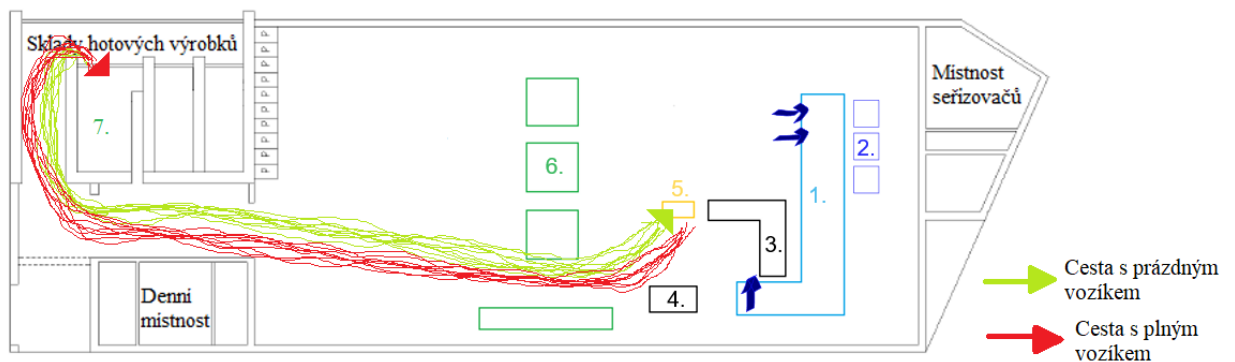 Sklady hotových výrobků
Místnost
seřizovačů
7.
6.
5.
1.
2.
3.
4.
Denní
místnost
Cesta s prázdným
vozíkem
Cesta s plným
vozíkem